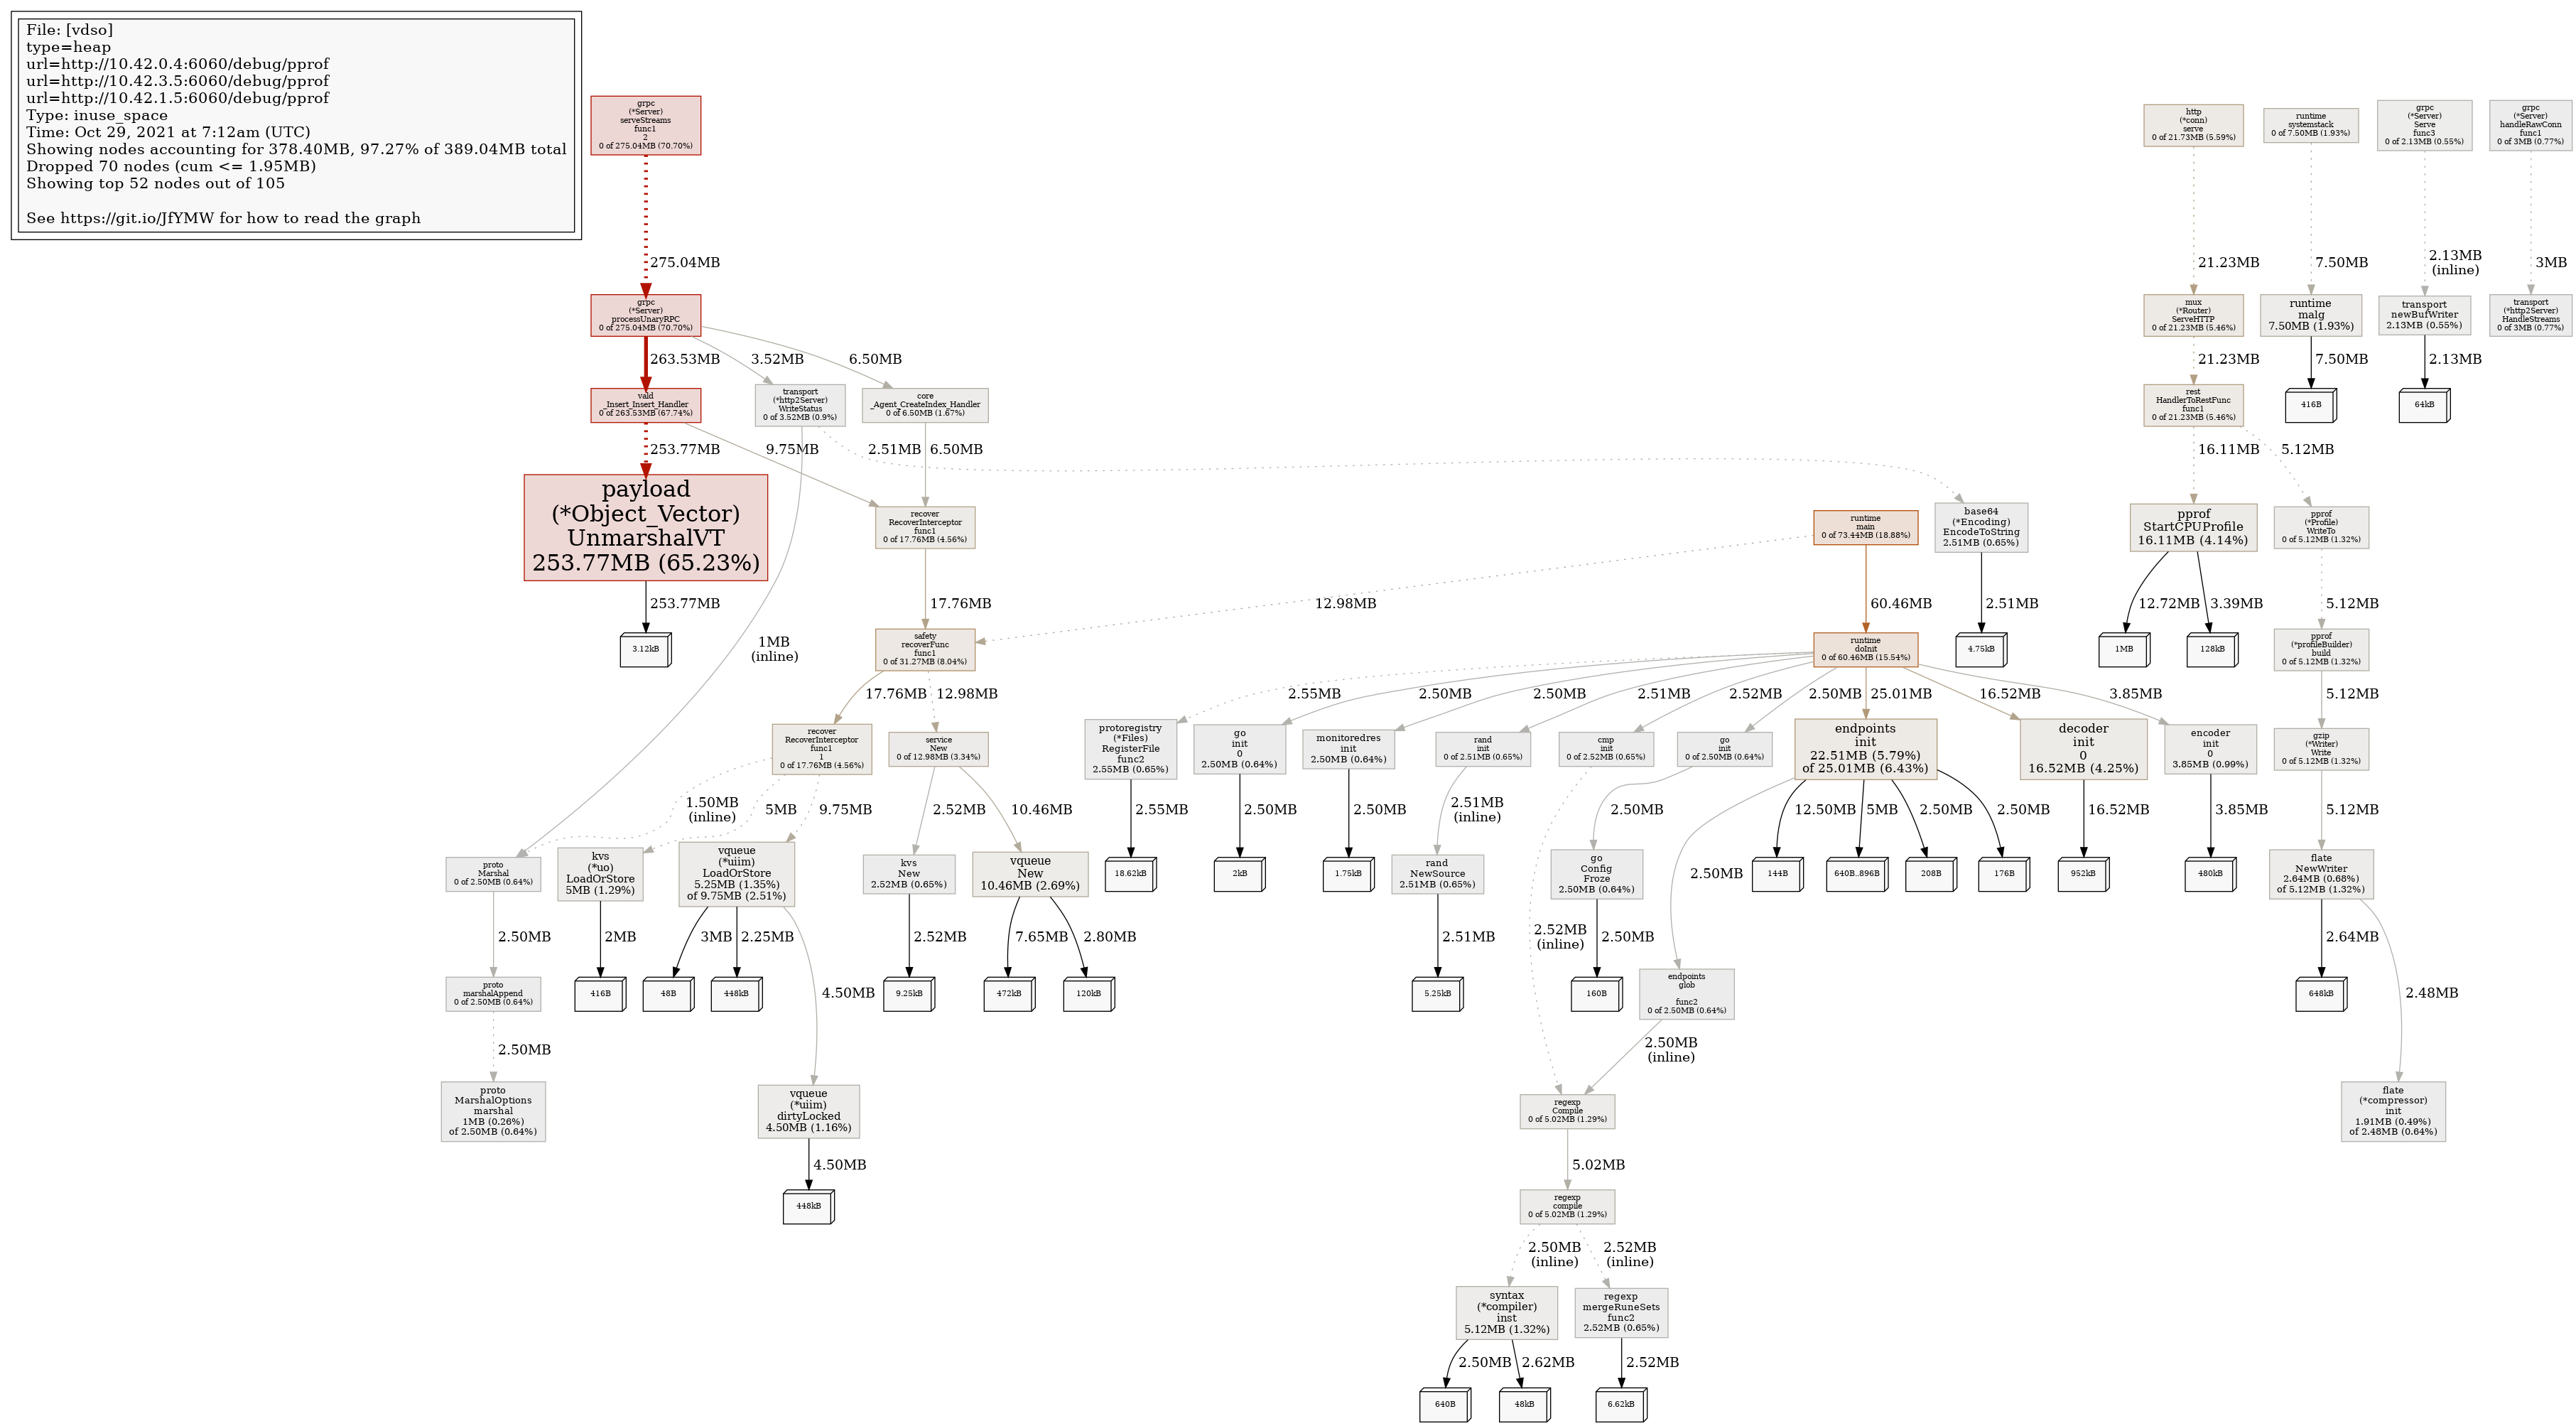 File: [vdso]
type=heap
url=http://10.42.0.4:6060/debug/pprof
url=http://10.42.3.5:6060/debug/pprof
url=http://10.42.1.5:6060/debug/pprof
Type: inuse_space
Time: Oct 29, 2021 at 7:12am (UTC)
Showing nodes accounting for 378.40MB, 97.27% of 389.04MB total
Dropped 70 nodes (cum <= 1.95MB)
Showing top 52 nodes out of 105
See https://git.io/JfYMW for how to read the graph
grpc
(*Server)
serveStreams
func1
2
0 of 275.04MB (70.70%)
http
(*conn)
serve
0 of 21.73MB (5.59%)
runtime
systemstack
0 of 7.50MB (1.93%)
grpc
(*Server)
Serve
func3
0 of 2.13MB (0.55%)
grpc
(*Server)
handleRawConn
func1
0 of 3MB (0.77%)
275.04MB
21.23MB
7.50MB
2.13MB
(inline)
3MB
grpc
(*Server)
processUnaryRPC
0 of 275.04MB (70.70%)
mux
(*Router)
ServeHTTP
0 of 21.23MB (5.46%)
runtime
malg
7.50MB (1.93%)
transport
newBufWriter
2.13MB (0.55%)
transport
(*http2Server)
HandleStreams
0 of 3MB (0.77%)
263.53MB
3.52MB
6.50MB
21.23MB
7.50MB
2.13MB
vald
_Insert_Insert_Handler
0 of 263.53MB (67.74%)
transport
(*http2Server)
WriteStatus
0 of 3.52MB (0.9%)
core
_Agent_CreateIndex_Handler
0 of 6.50MB (1.67%)
rest
HandlerToRestFunc
func1
0 of 21.23MB (5.46%)
416B
64kB
253.77MB
9.75MB
2.51MB
6.50MB
16.11MB
5.12MB
payload
(*Object_Vector)
UnmarshalVT
253.77MB (65.23%)
recover
RecoverInterceptor
func1
0 of 17.76MB (4.56%)
runtime
main
0 of 73.44MB (18.88%)
base64
(*Encoding)
EncodeToString
2.51MB (0.65%)
pprof
StartCPUProfile
16.11MB (4.14%)
pprof
(*Profile)
WriteTo
0 of 5.12MB (1.32%)
253.77MB
17.76MB
12.98MB
60.46MB
2.51MB
12.72MB
3.39MB
5.12MB
3.12kB
1MB
(inline)
safety
recoverFunc
func1
0 of 31.27MB (8.04%)
runtime
doInit
0 of 60.46MB (15.54%)
4.75kB
1MB
128kB
pprof
(*profileBuilder)
build
0 of 5.12MB (1.32%)
17.76MB
12.98MB
2.55MB
2.50MB
2.50MB
2.51MB
2.52MB
2.50MB
25.01MB
16.52MB
3.85MB
5.12MB
recover
RecoverInterceptor
func1
1
0 of 17.76MB (4.56%)
service
New
0 of 12.98MB (3.34%)
protoregistry
(*Files)
RegisterFile
func2
2.55MB (0.65%)
go
init
0
2.50MB (0.64%)
monitoredres
init
2.50MB (0.64%)
rand
init
0 of 2.51MB (0.65%)
cmp
init
0 of 2.52MB (0.65%)
go
init
0 of 2.50MB (0.64%)
endpoints
init
22.51MB (5.79%)
of 25.01MB (6.43%)
decoder
init
0
16.52MB (4.25%)
encoder
init
0
3.85MB (0.99%)
gzip
(*Writer)
Write
0 of 5.12MB (1.32%)
1.50MB
(inline)
5MB
9.75MB
2.52MB
10.46MB
2.55MB
2.50MB
2.50MB
2.51MB
(inline)
2.50MB
12.50MB
5MB
2.50MB
2.50MB
16.52MB
3.85MB
5.12MB
proto
Marshal
0 of 2.50MB (0.64%)
kvs
(*uo)
LoadOrStore
5MB (1.29%)
vqueue
(*uiim)
LoadOrStore
5.25MB (1.35%)
of 9.75MB (2.51%)
kvs
New
2.52MB (0.65%)
vqueue
New
10.46MB (2.69%)
18.62kB
2kB
1.75kB
rand
NewSource
2.51MB (0.65%)
go
Config
Froze
2.50MB (0.64%)
2.50MB
144B
640B..896B
208B
176B
952kB
480kB
flate
NewWriter
2.64MB (0.68%)
of 5.12MB (1.32%)
2.50MB
2MB
3MB
2.25MB
2.52MB
7.65MB
2.80MB
2.51MB
2.52MB
(inline)
2.50MB
2.64MB
proto
marshalAppend
0 of 2.50MB (0.64%)
416B
48B
448kB
4.50MB
9.25kB
472kB
120kB
5.25kB
160B
endpoints
glob
func2
0 of 2.50MB (0.64%)
648kB
2.48MB
2.50MB
2.50MB
(inline)
proto
MarshalOptions
marshal
1MB (0.26%)
of 2.50MB (0.64%)
vqueue
(*uiim)
dirtyLocked
4.50MB (1.16%)
regexp
Compile
0 of 5.02MB (1.29%)
flate
(*compressor)
init
1.91MB (0.49%)
of 2.48MB (0.64%)
4.50MB
5.02MB
448kB
regexp
compile
0 of 5.02MB (1.29%)
2.50MB
(inline)
2.52MB
(inline)
syntax
(*compiler)
inst
5.12MB (1.32%)
regexp
mergeRuneSets
func2
2.52MB (0.65%)
2.50MB
2.62MB
2.52MB
640B
48kB
6.62kB